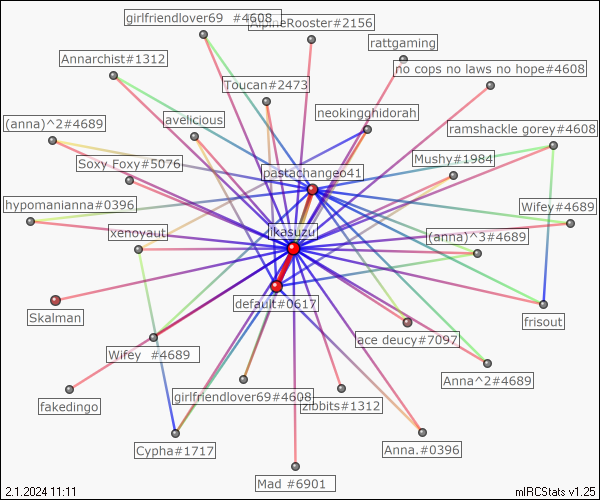 girlfriendlover69 #4608
AlpineRooster#2156
rattgaming
Annarchist#1312
no cops no laws no hope#4608
Toucan#2473
neokingghidorah
avelicious
(anna)^2#4689
ramshackle gorey#4608
Soxy Foxy#5076
Mushy#1984
pastachangeo41
hypomanianna#0396
Wifey#4689
xenoyaut
ikasuzu
(anna)^3#4689
default#0617
Skalman
frisout
ace deucy#7097
Wifey #4689
Anna^2#4689
girlfriendlover69#4608
zibbits#1312
fakedingo
Cypha#1717
Anna.#0396
Mad #6901
2.1.2024 11:11
mIRCStats v1.25